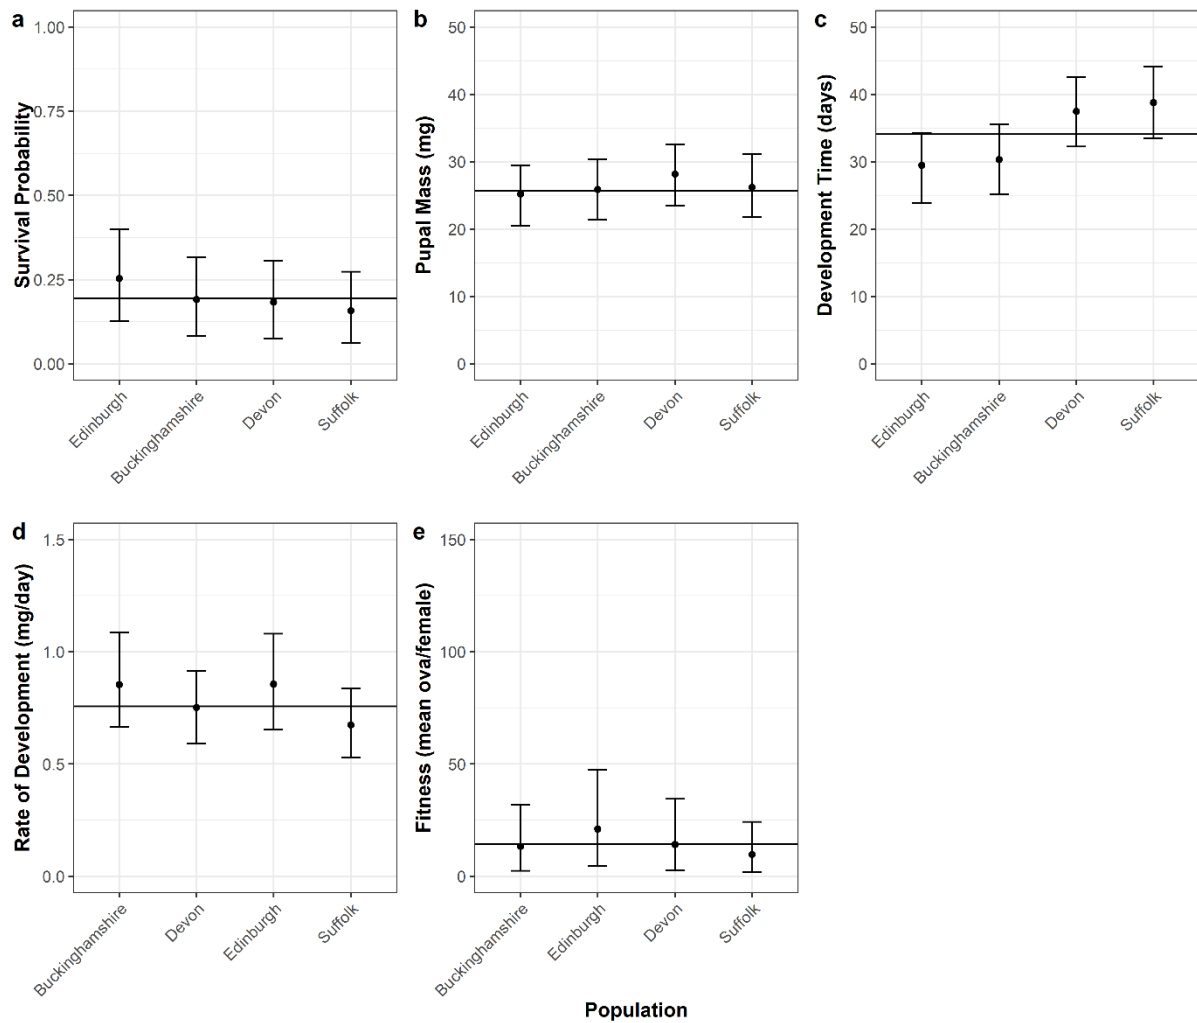 a
Survival Probability
1.00
0.75
0.50
0.25
0.00
Edinburgh
Buckinghamshire
Devon
Suffolk
b
Pupal Mass (mg)
50
40
30
20
10
0
Edinburgh
Buckinghamshire
Devon
Suffolk
c
Development Time (days)
50
40
30
20
10
0
Edinburgh
Buckinghamshire
Devon
Suffolk
d
Rate of Development (mg/day)
1.5
1.0
0.5
0.0
Buckinghamshire
Devon
Edinburgh
Suffolk
e
Fitness (mean ova/female)
150
100
50
0
Buckinghamshire
Edinburgh
Devon
Suffolk
Population